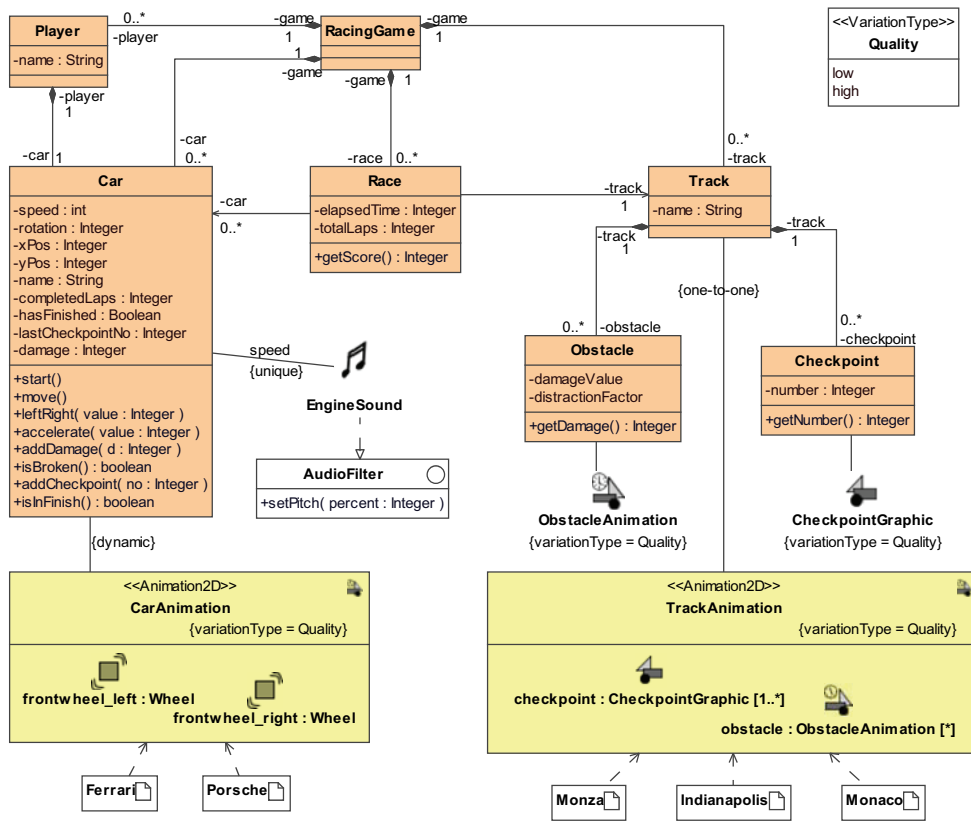 Player
-name : String
0..*
-player
-game
1
RacingGame
-game
1
1
-game
-game
1
<<VariationType>>
Quality
low
high
-player
1
-car
1
-car
0..*
-race
0..*
0..*
-track
Car
-speed : int
-rotation : Integer
-xPos : Integer
-yPos : Integer
-name : String
-completedLaps : Integer
-hasFinished : Boolean
-lastCheckpointNo : Integer
-damage : Integer
+start()
+move()
+leftRight( value : Integer )
+accelerate( value : Integer )
+addDamage( d : Integer )
+isBroken() : boolean
+addCheckpoint( no : Integer )
+isInFinish() : boolean
-car
0..*
Race
-elapsedTime : Integer
-totalLaps : Integer
+getScore() : Integer
-track
1
Track
-name : String
-track
1
-track
1
{one-to-one}
0..*
-obstacle
0..*
-checkpoint
Obstacle
-damageValue
-distractionFactor
+getDamage() : Integer
Checkpoint
-number : Integer
+getNumber() : Integer
speed
{unique}
EngineSound
AudioFilter
+setPitch( percent : Integer )
ObstacleAnimation
{variationType = Quality}
CheckpointGraphic
{variationType = Quality}
{dynamic}
<<Animation2D>>
CarAnimation
{variationType = Quality}
frontwheel_left : Wheel
frontwheel_right : Wheel
<<Animation2D>>
TrackAnimation
{variationType = Quality}
checkpoint : CheckpointGraphic [1..*]
obstacle : ObstacleAnimation [*]
Ferrari
Porsche
Monza
Indianapolis
Monaco